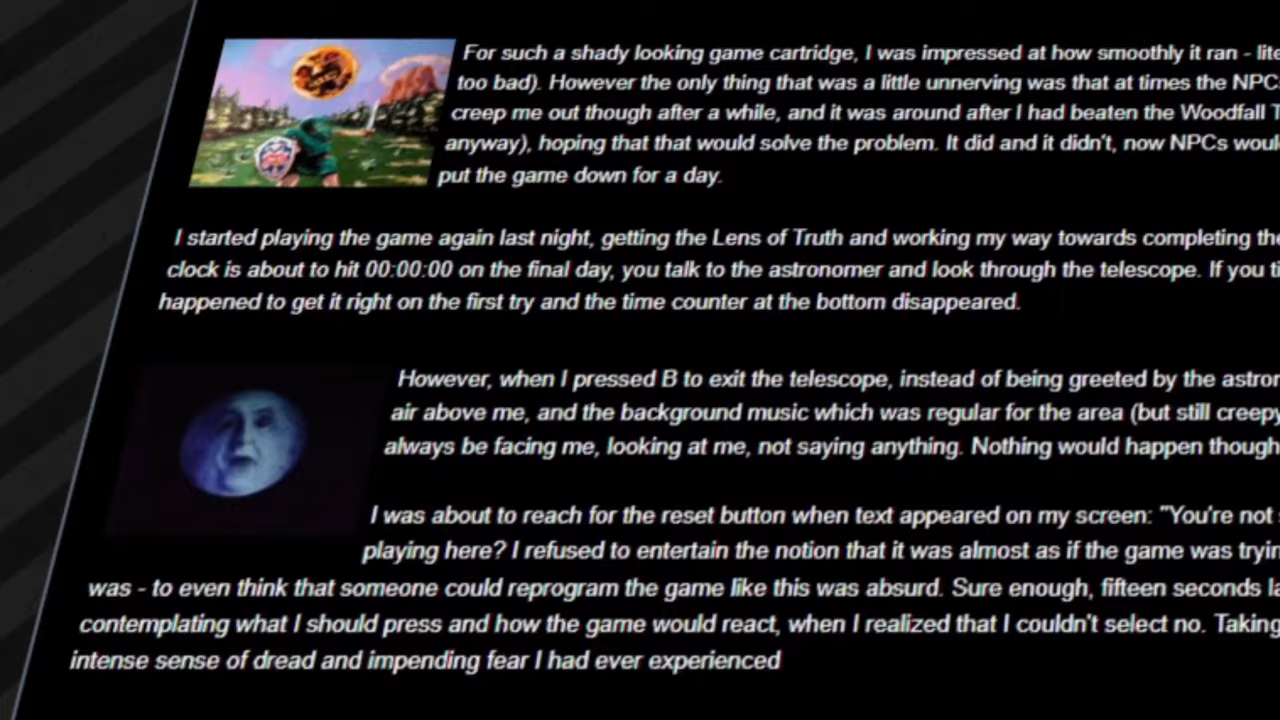 For such a shady looking game cartridge, I was impressed at how smoothly it ran -
too bad). However the only thing that was a little unnerving was that at times the NPC
creep me out though after a while, and it was around after I had beaten the Woodfall
anyway), hoping that that would solve the problem. It did and it didn't, now NPCs
put the game down for a day.
I started playing the game again last night, getting the Lens of Truth and working my way towards completing the
clock is about to hit 00:00:00 on the final day, you talk to the astronomer and look through the telescope. If you
happened to get it right on the first try and the time counter at the bottom disappeared.
However, when I pressed B to exit the telescope, instead of being greeted by the
air above me, and the background music which was regular for the area (but still creepy
always be facing me, looking at me, not saying anything. Nothing would happen though
I was about to reach for the reset button when text appeared on my screen: "You're not
playing here? I refused to entertain the notion that it was almost as if the game was
was - to even think that someone could reprogram the game like this was absurd. Sure enough, fifteen seconds
contemplating what I should press and how the game would react, when I realized that I couldn't select no. Taking
intense sense of dread and impending fear I had ever experienced